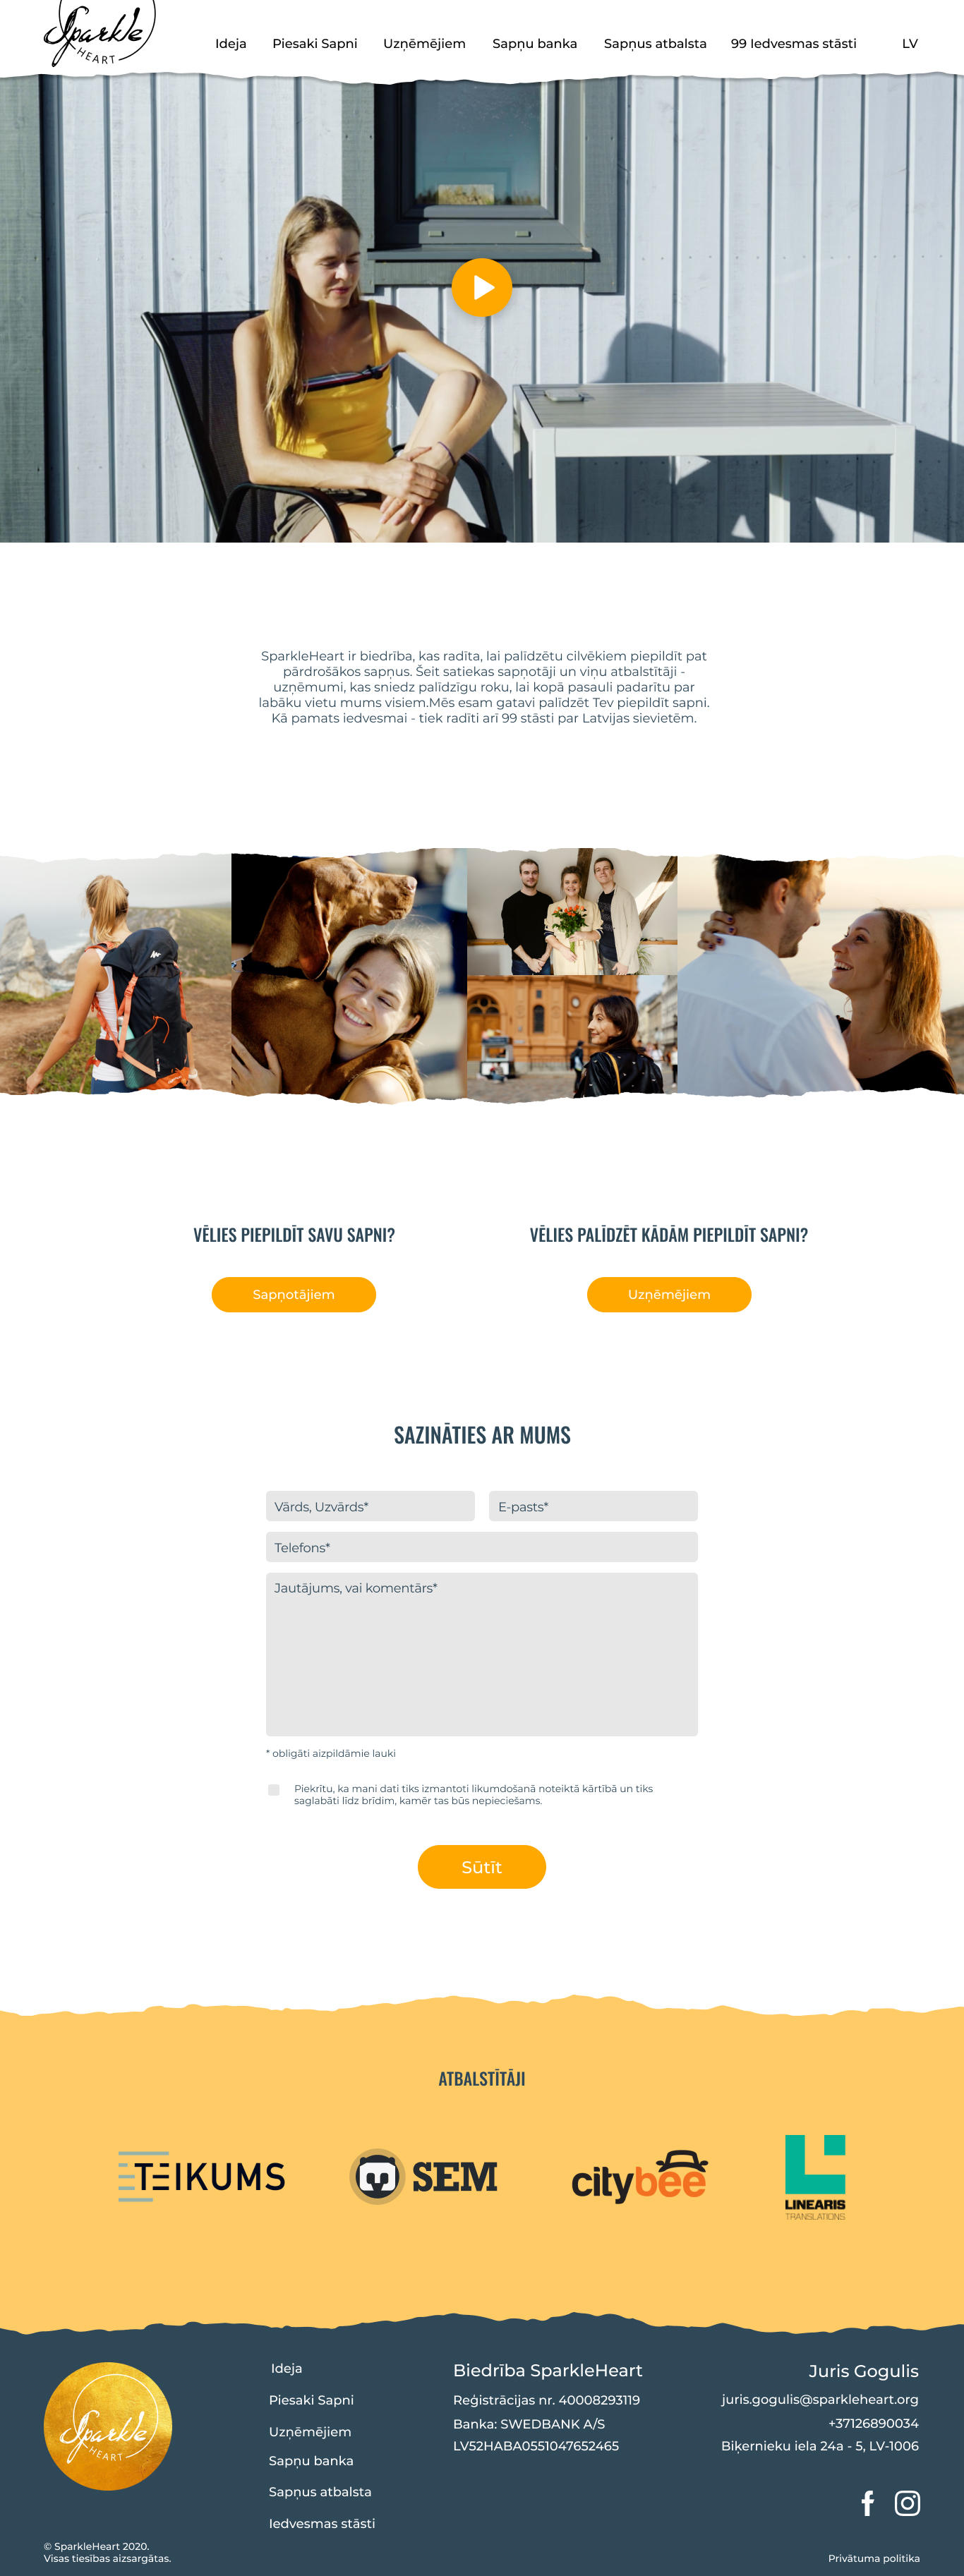 Sparkle
HEART
Ideja
Piesaki Sapni
Uzņēmējiem
Sapņu banka
Sapņus atbalsta
99 Iedvesmas stāsti
LV
SparkleHeart ir biedrība, kas radīta, lai palīdzētu cilvēkiem piepildīt pat
pārdrošākos sapņus. Šeit satiekas sapņotāji un viņu atbalstītāji -
uzņēmumi, kas sniedz palīdzīgu roku, lai kopā pasauli padarītu par
labāku vietu mums visiem.Mēs esam gatavi palīdzēt Tev piepildīt sapni.
Kā pamats iedvesmai - tiek radīti arī 99 stāsti par Latvijas sievietēm.
VĒLIES PIEPILDĪT SAVU SAPNI?
Sapņotājiem
VĒLIES PALĪDZĒT KĀDĀM PIEPILDĪT SAPNI?
Uzņēmējiem
SAZINĀTIES AR MUMS
Vārds, Uzvārds*
E-pasts*
Telefons*
Jautājums, vai komentārs*
* obligāti aizpildāmie lauki
Piekrītu, ka mani dati tiks izmantoti likumdošanā noteiktā kārtībā un tiks
saglabāti līdz brīdim, kamēr tas būs nepieciešams.
Sūtīt
ATBALSTĪTĀJI
TEIKUMS
SEM
citybee
LINEARIS
TRANSLATIONS
Sparkle
HEART
© SparkleHeart 2020.
Visas tiesības aizsargātas.
Ideja
Piesaki Sapni
Uzņēmējiem
Sapņu banka
Sapņus atbalsta
Iedvesmas stāsti
Biedrība SparkleHeart
Reģistrācijas nr. 40008293119
Banka: SWEDBANK A/S
LV52HABA0551047652465
Juris Gogulis
juris.gogulis@sparkleheart.org
+37126890034
Biķernieku iela 24a - 5, LV-1006
Privātuma politika